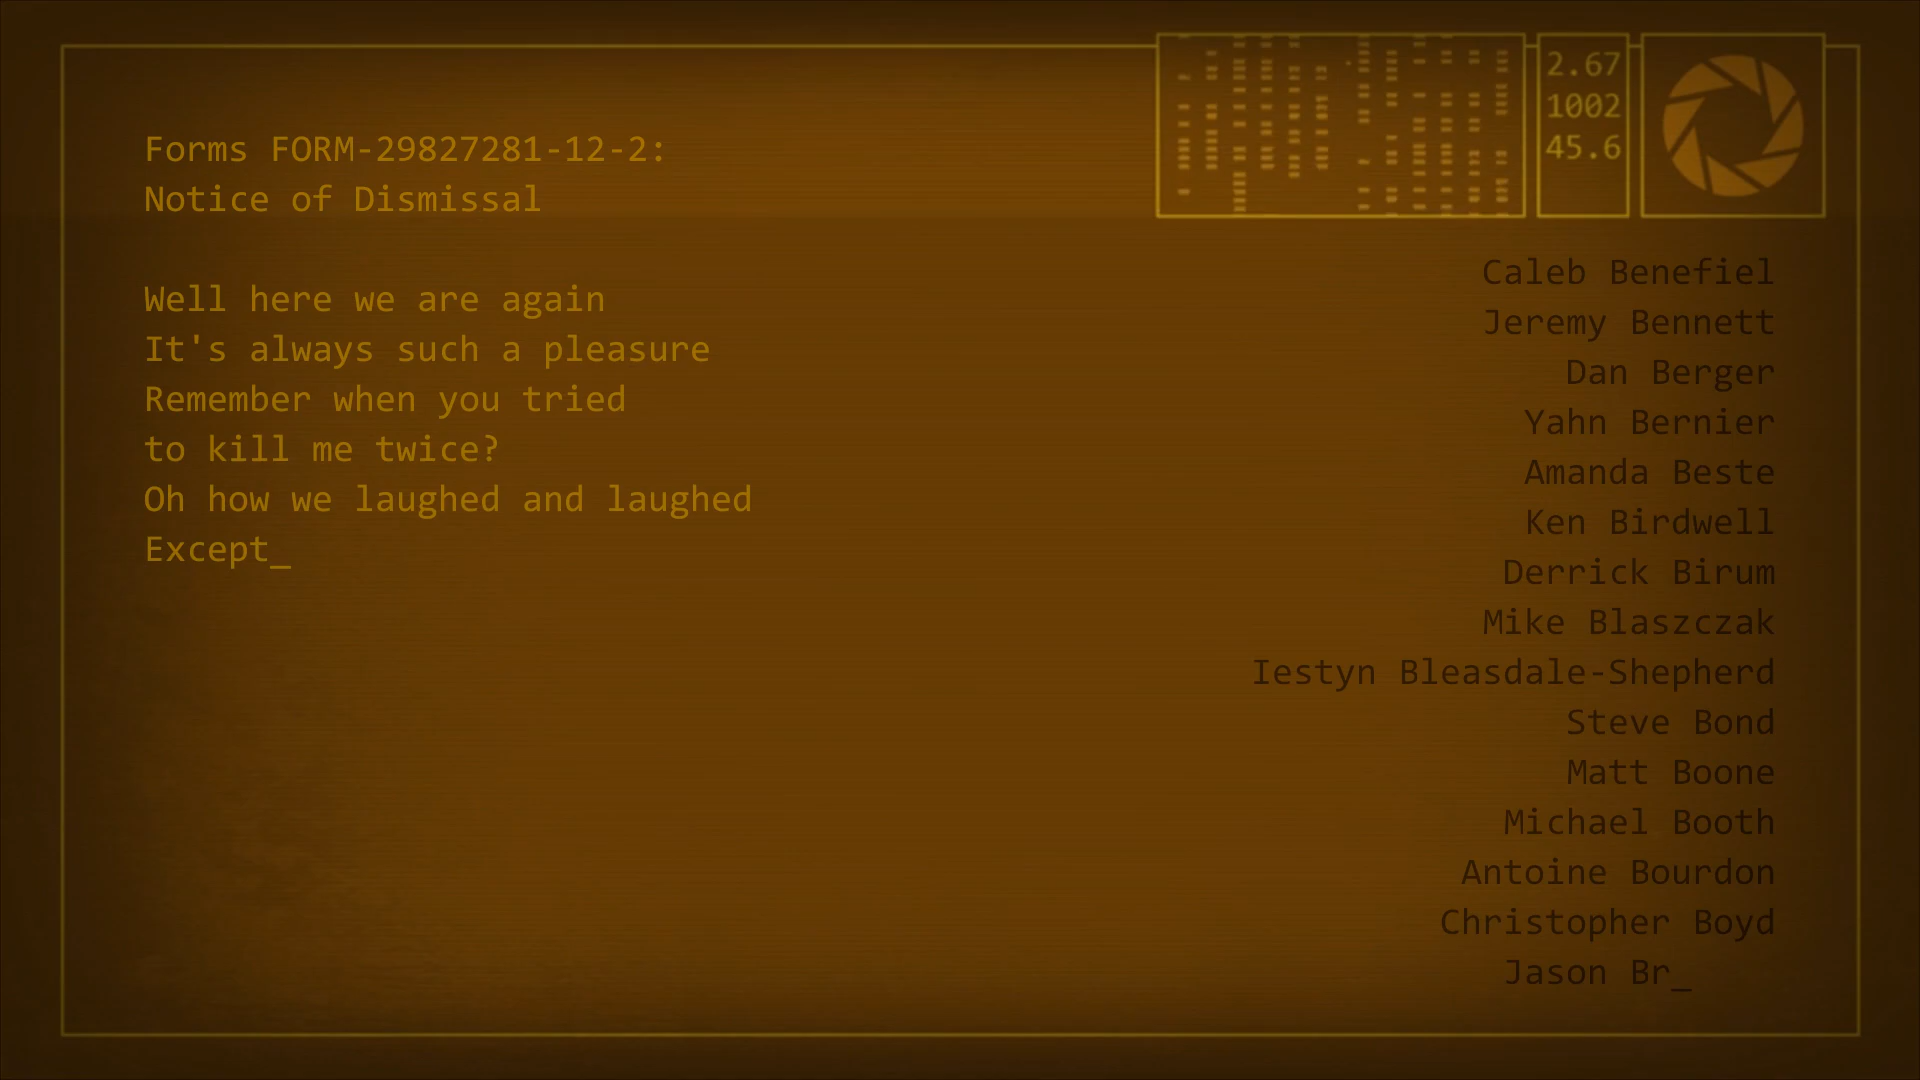 Forms FORM-29827281-12-2:
Notice of Dismissal
Well here we are again
It's always such a pleasure
Remember when you tried
to kill me twice?
Oh how we laughed and laughed
Except_
2.67
1002
45.6
Caleb Benefiel
Jeremy Bennett
Dan Berger
Yahn Bernier
Amanda Beste
Ken Birdwell
Derrick Birum
Mike Blaszczak
Iestyn Bleasdale-Shepherd
Steve Bond
Matt Boone
Michael Booth
Antoine Bourdon
Christopher Boyd
Jason Br_